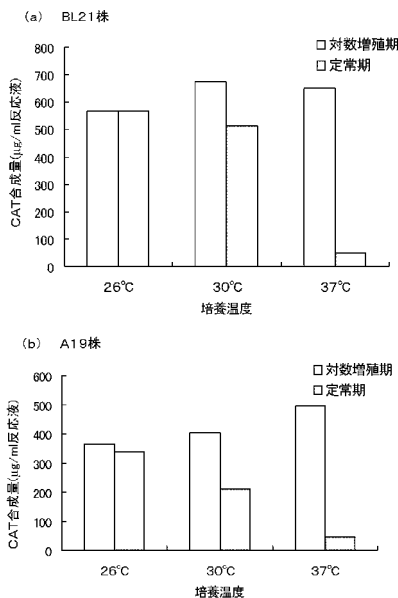 (a) BL21株
対数増殖期
定常期
CAT合成量(μg/ml反応液)
800
700
600
500
400
300
200
100
0
26℃ 30℃ 37℃
培養温度
(b) A19株
対数増殖期
定常期
CAT合成量(μg/ml反応液)
600
500
400
300
200
100
0
26℃ 30℃ 37℃
培養温度